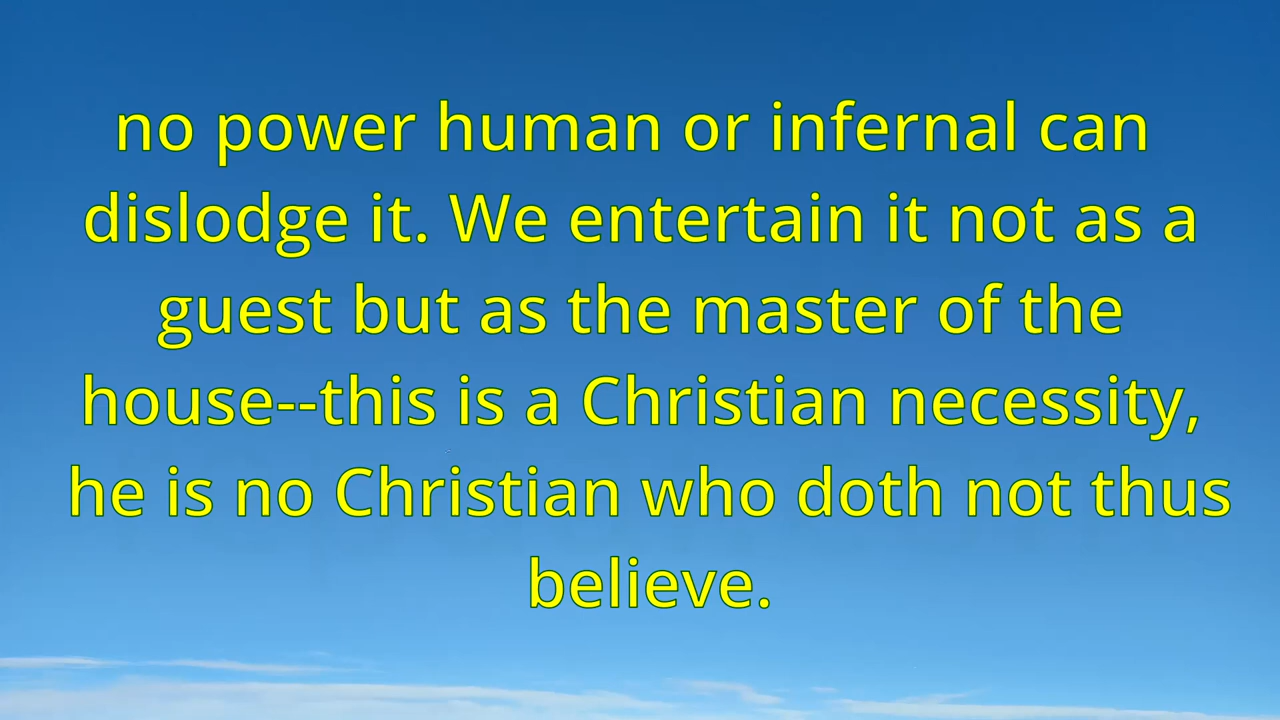 no power human or infernal can
dislodge it. We entertain it not as a
guest but as the master of the
house--this is a Christian necessity,
he is no Christian who doth not thus
believe.